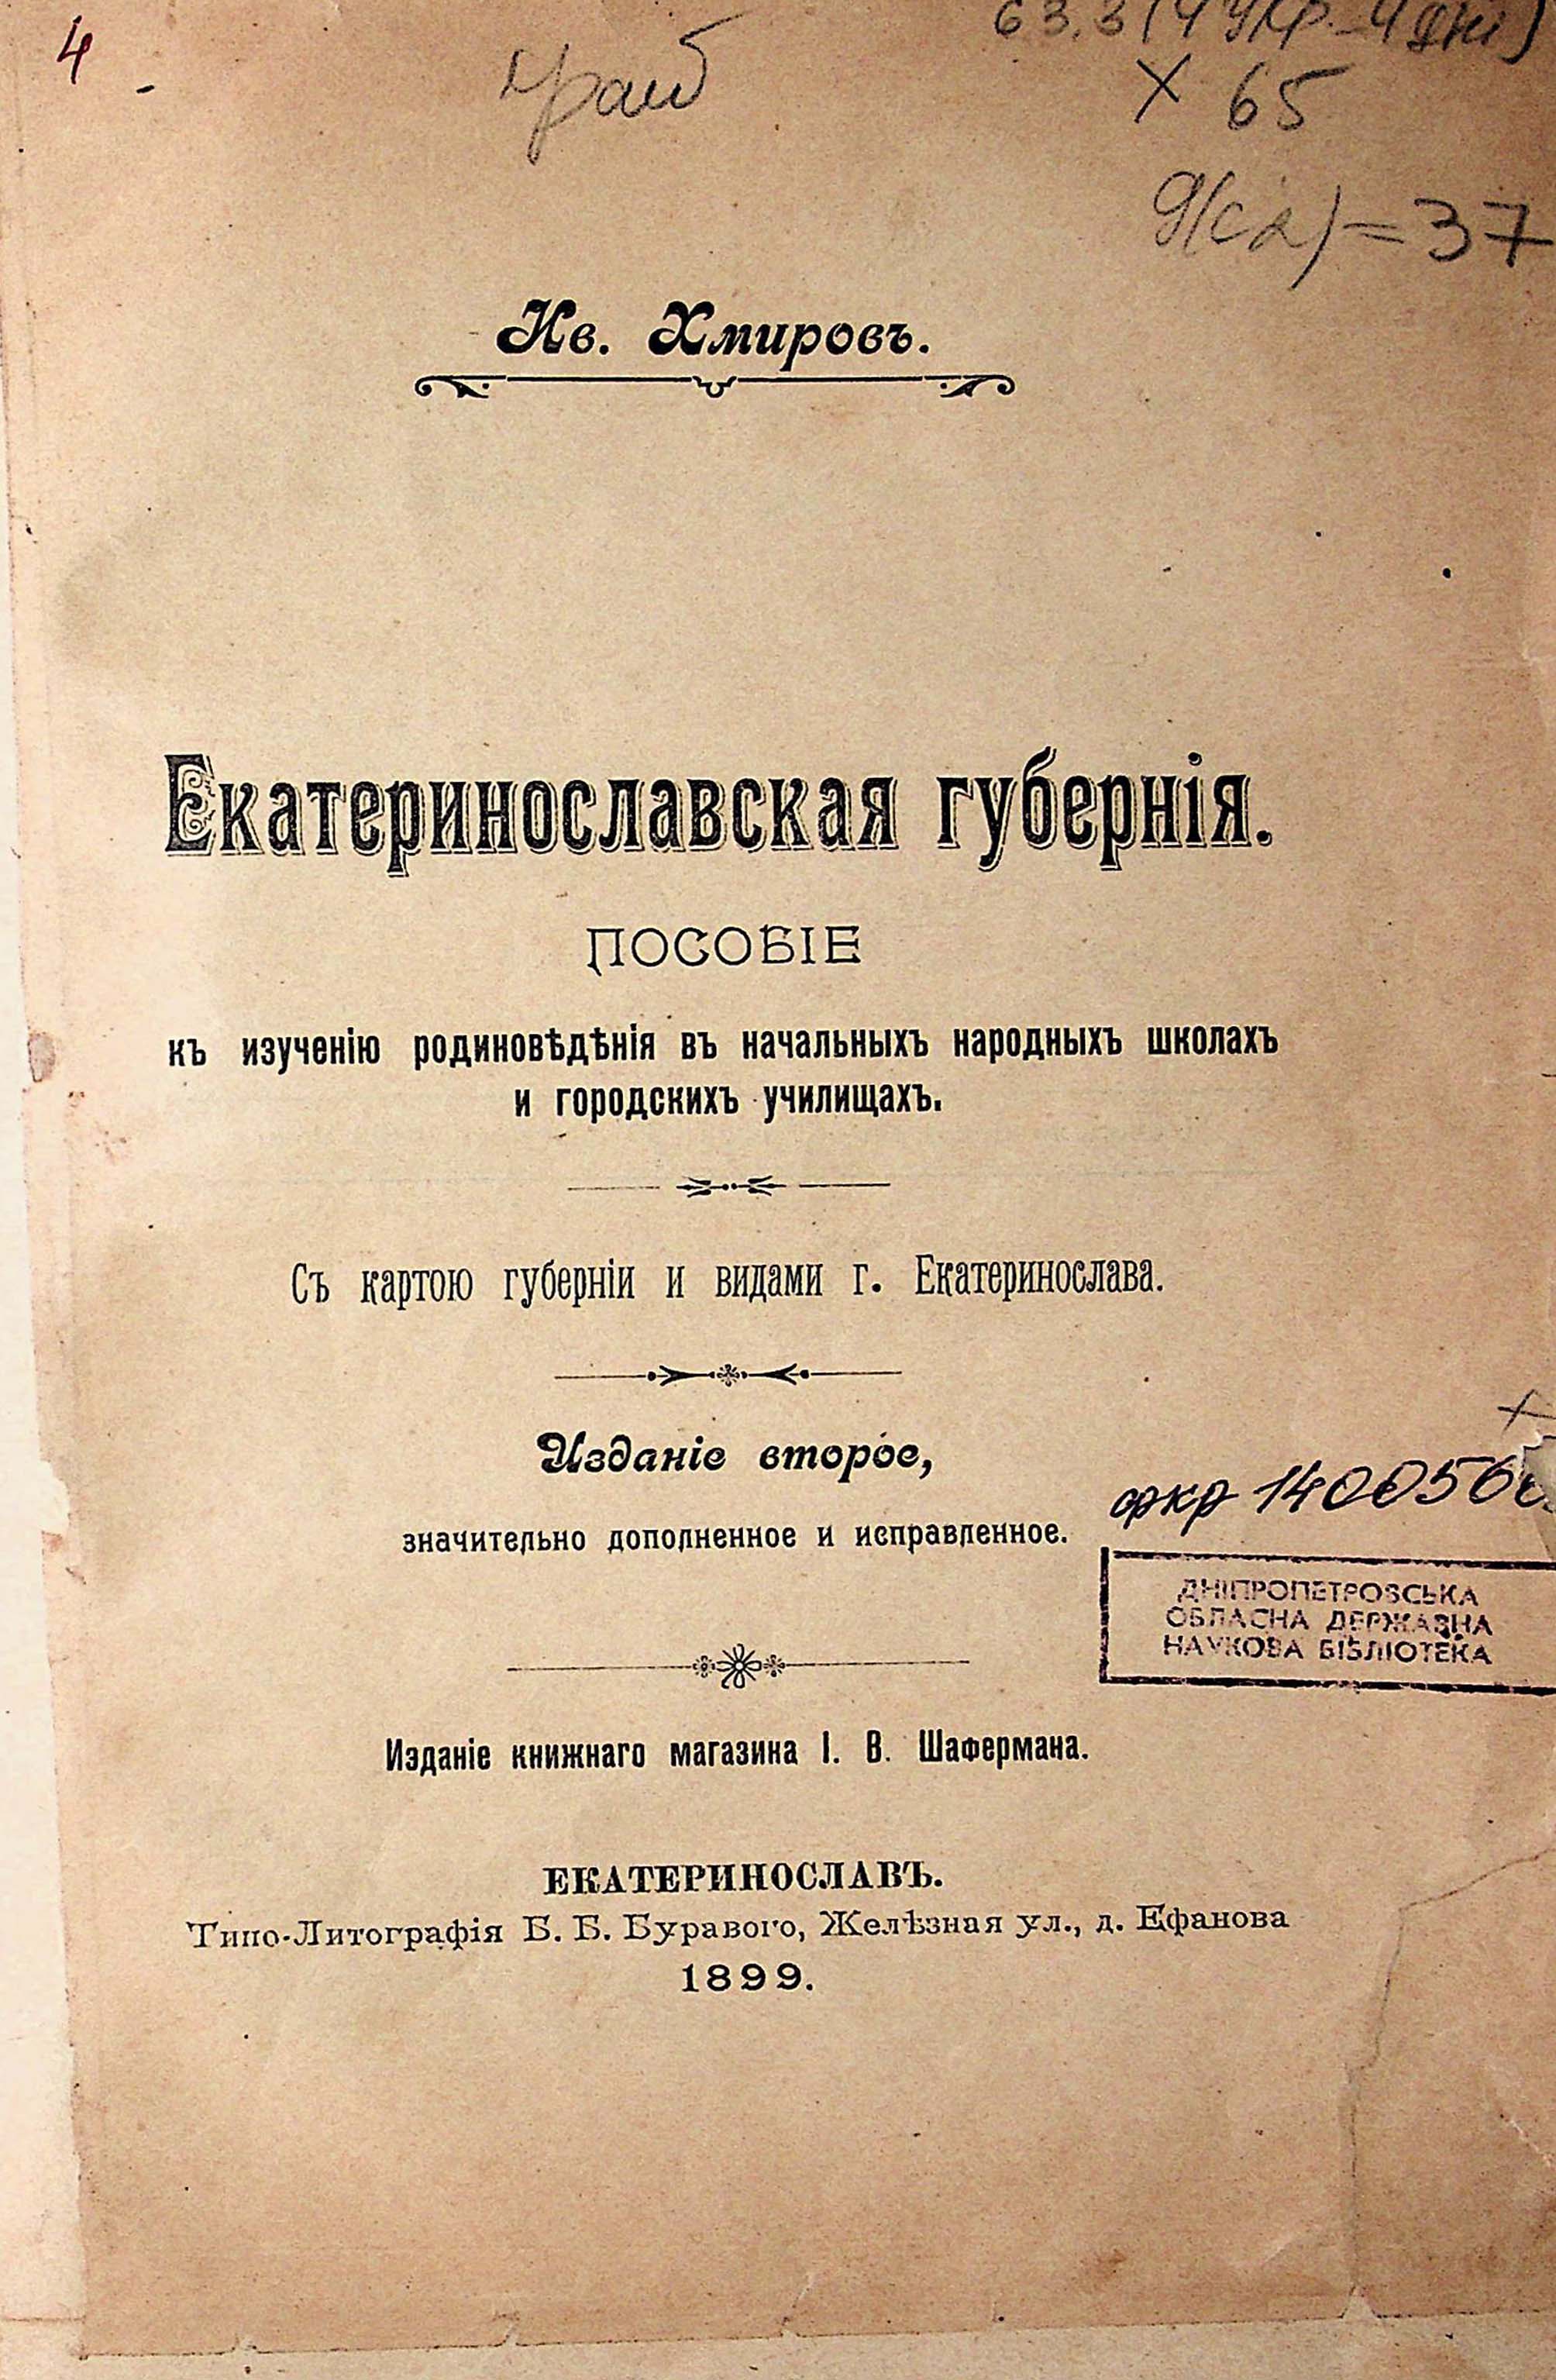 4
63.3(4Укр-4Дні)
Х 65
9(с2)=37
Ив. Хмировъ.
Екатеринославская губернія.
ПОСОБІЕ
къ изученію родиновѣдѣнія въ начальныхъ народныхъ школахъ
и городскихъ училищахъ.
Съ картою губерніи и видами г. Екатеринослава.
Изданіе второе,
значительно дополненное и исправленное.
фкр 140056
ДНІПРОПЕТРОВСЬКА
ОБЛАСНА ДЕРЖАВНА
НАУКОВА БІБЛІОТЕКА
Изданіе книжнаго магазина І. В. Шафермана.
ЕКАТЕРИНОСЛАВЪ.
Типо-Литографія Б. Б. Буравого, Желѣзная ул., д. Ефанова
1899.